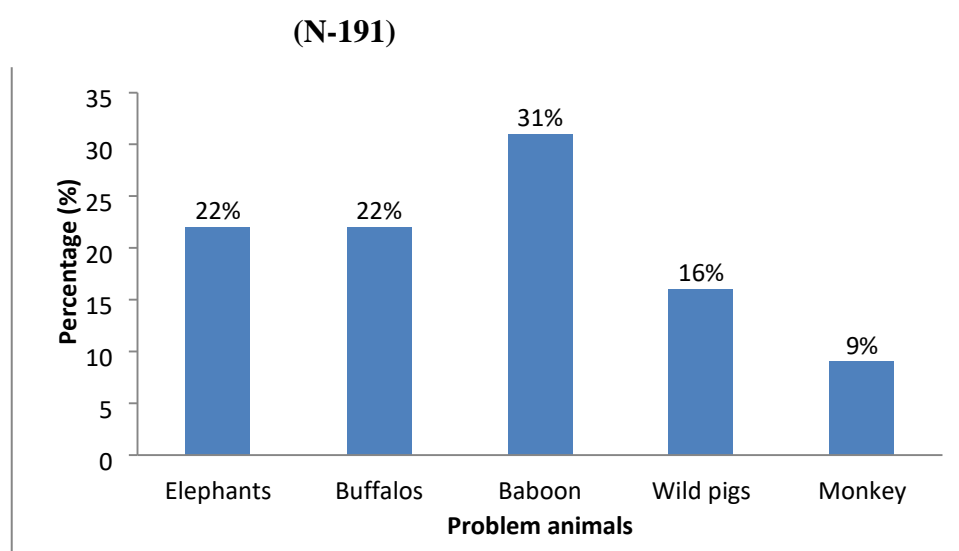 (N-191)
35
30
25
20
15
10
5
0
Percentage (%)
22%
22%
31%
16%
9%
Elephants
Buffalos
Baboon
Wild pigs
Monkey
Problem animals